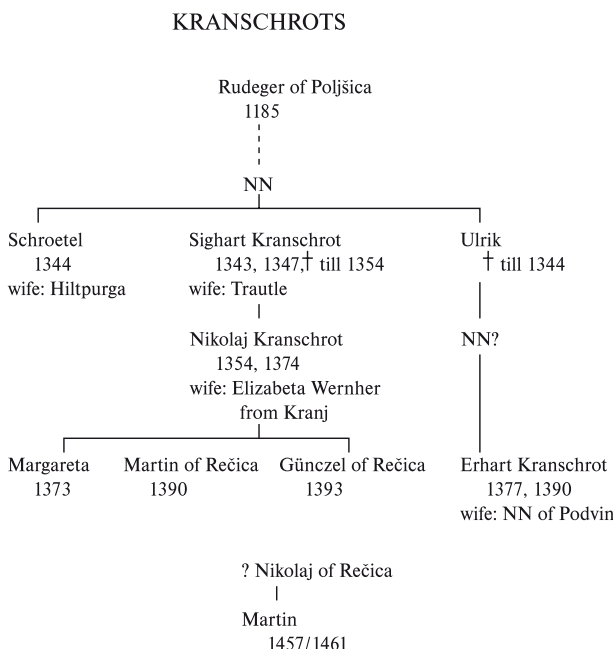 KRANSCHROTS
Rudeger of Poljšica
1185
NN
Schroetel
1344
wife: Hiltpurga
Sighart Kranschrot
1343, 1347,† till 1354
wife: Trautle
Ulrik
† till 1344
Nikolaj Kranschrot
1354, 1374
wife: Elizabeta Wernher
from Kranj
NN?
Margareta
1373
Martin of Rečica
1390
Günczel of Rečica
1393
Erhart Kranschrot
1377, 1390
wife: NN of Podvin
? Nikolaj of Rečica
Martin
1457/1461